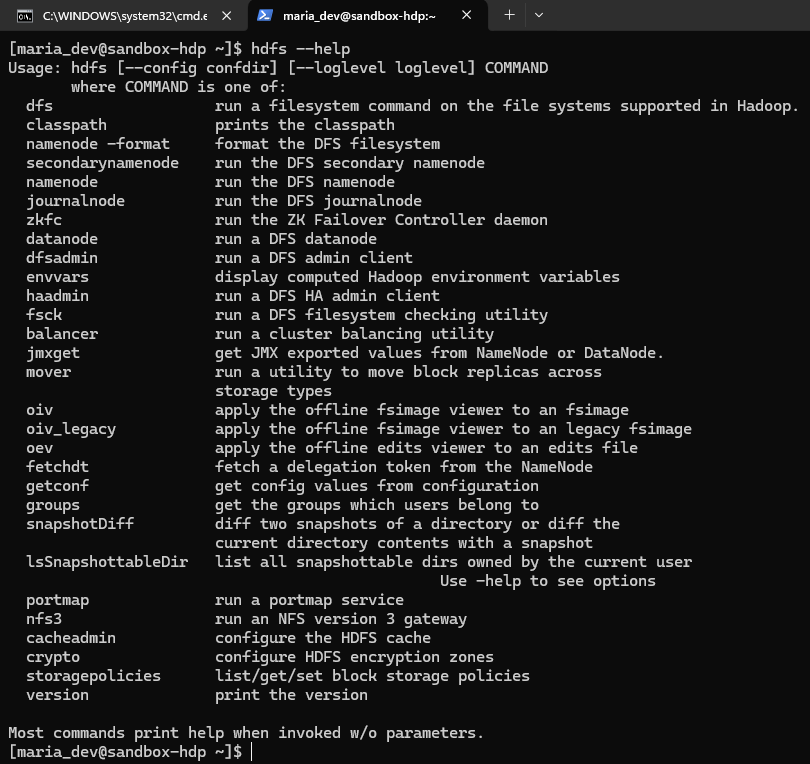 C:\WINDOWS\system32\cmd.e
maria_dev@sandbox-hdp:~
[maria_dev@sandbox-hdp ~]$ hdfs --help
Usage: hdfs [--config confdir] [--loglevel loglevel] COMMAND
       where COMMAND is one of:
  dfs                  run a filesystem command on the file systems supported in Hadoop.
  classpath            prints the classpath
  namenode -format     format the DFS filesystem
  secondarynamenode    run the DFS secondary namenode
  namenode             run the DFS namenode
  journalnode          run the DFS journalnode
  zkfc                 run the ZK Failover Controller daemon
  datanode             run a DFS datanode
  dfsadmin             run a DFS admin client
  envvars              display computed Hadoop environment variables
  haadmin              run a DFS HA admin client
  fsck                 run a DFS filesystem checking utility
  balancer             run a cluster balancing utility
  jmxget               get JMX exported values from NameNode or DataNode.
  mover                run a utility to move block replicas across
                       storage types
  oiv                  apply the offline fsimage viewer to an fsimage
  oiv_legacy           apply the offline fsimage viewer to an legacy fsimage
  oev                  apply the offline edits viewer to an edits file
  fetchdt              fetch a delegation token from the NameNode
  getconf              get config values from configuration
  groups               get the groups which users belong to
  snapshotDiff         diff two snapshots of a directory or diff the
                       current directory contents with a snapshot
  lsSnapshottableDir   list all snapshottable dirs owned by the current user
                                                Use -help to see options
  portmap              run a portmap service
  nfs3                 run an NFS version 3 gateway
  cacheadmin           configure the HDFS cache
  crypto               configure HDFS encryption zones
  storagepolicies      list/get/set block storage policies
  version              print the version

Most commands print help when invoked w/o parameters.
[maria_dev@sandbox-hdp ~]$